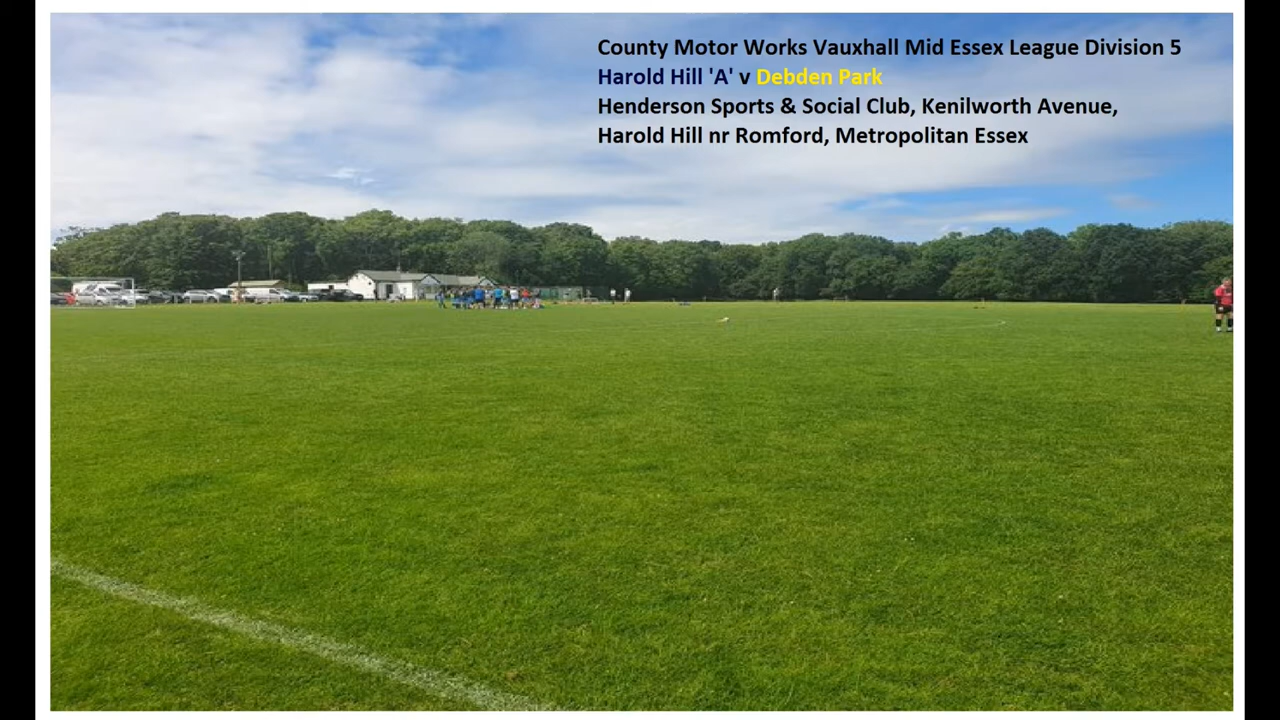 County Motor Works Vauxhall Mid Essex League Division 5
Harold Hill 'A' v Debden Park
Henderson Sports & Social Club, Kenilworth Avenue,
Harold Hill nr Romford, Metropolitan Essex